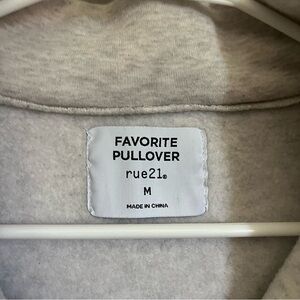 FAVORITE
PULLOVER
rue21®
M
MADE IN CHINA